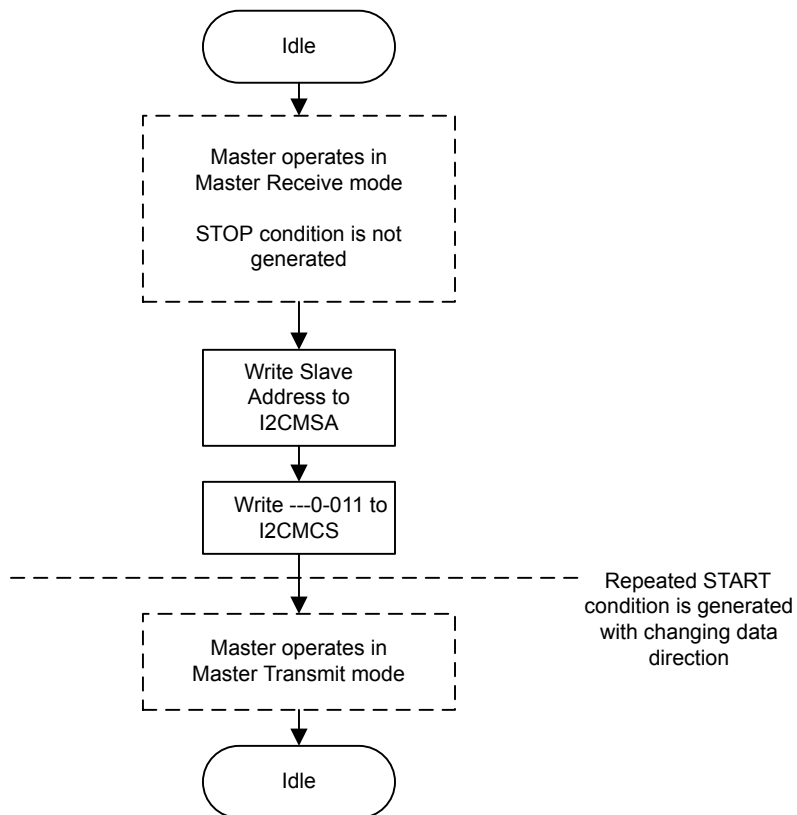 Idle
Master operates in
Master Receive mode
STOP condition is not
generated
Write Slave
Address to
I2CMSA
Write ---0-011 to
I2CMCS
Repeated START
condition is generated
with changing data
direction
Master operates in
Master Transmit mode
Idle